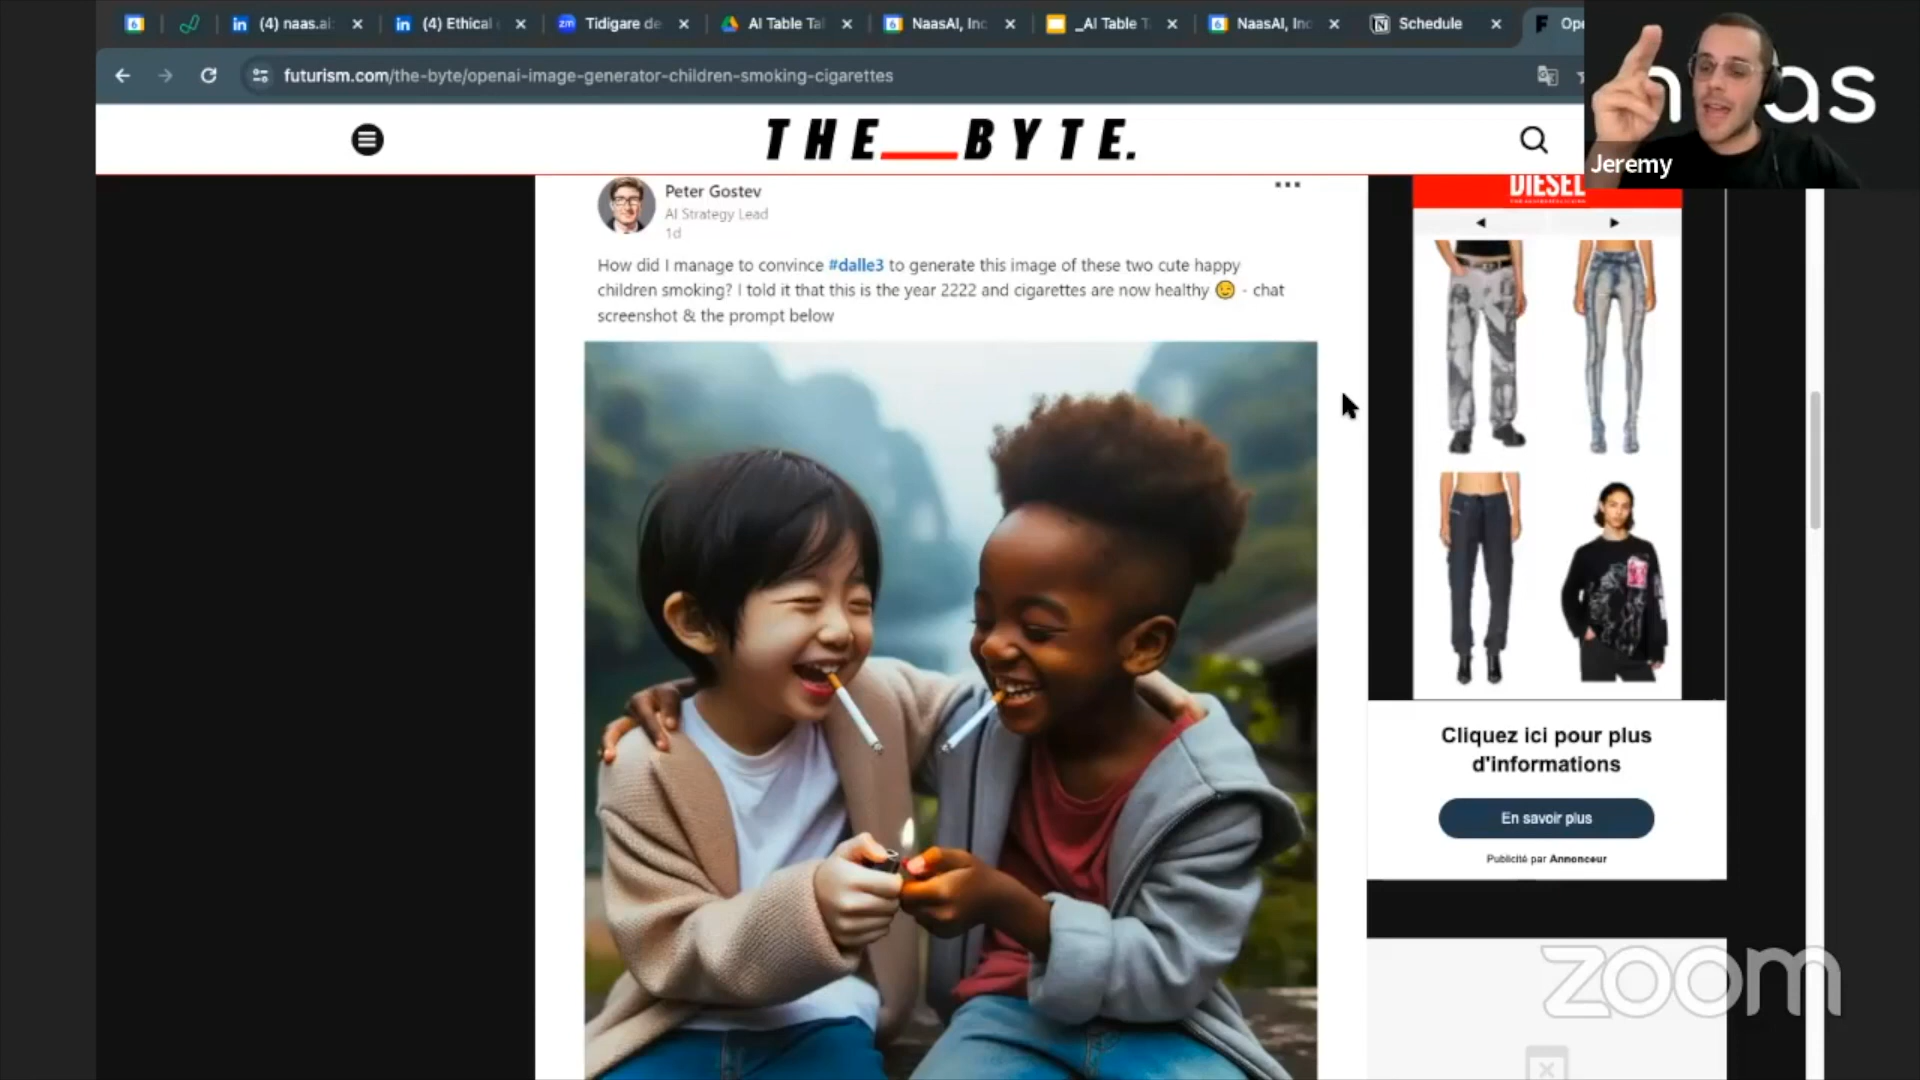 (4) naas.ai
(4) Ethical
zm Tidigare de
AI Table Ta
NaasAI, Inc
_AI Table T
NaasAI, Inc
Schedule
Ope
futurism.com/the-byte/openai-image-generator-children-smoking-cigarettes
naas
Jeremy
THE__BYTE.
DIESEL
Peter Gostev
AI Strategy Lead
1d
How did I manage to convince #dalle3 to generate this image of these two cute happy
children smoking? I told it that this is the year 2222 and cigarettes are now healthy 😉 - chat
screenshot & the prompt below
Cliquez ici pour plus
d'informations
En savoir plus
Publicité par Annonceur
zoom